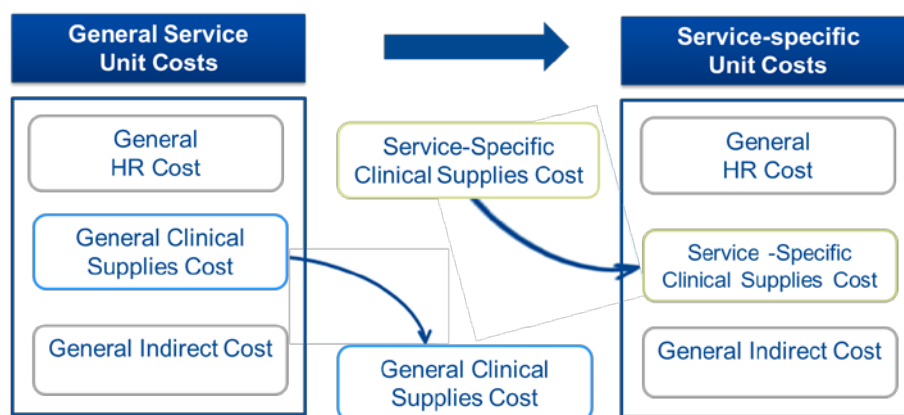 General Service
Unit Costs
Service-specific
Unit Costs
General
HR Cost
General Clinical
Supplies Cost
General Indirect Cost
Service-Specific
Clinical Supplies Cost
General Clinical
Supplies Cost
General
HR Cost
Service -Specific
Clinical Supplies Cost
General Indirect Cost